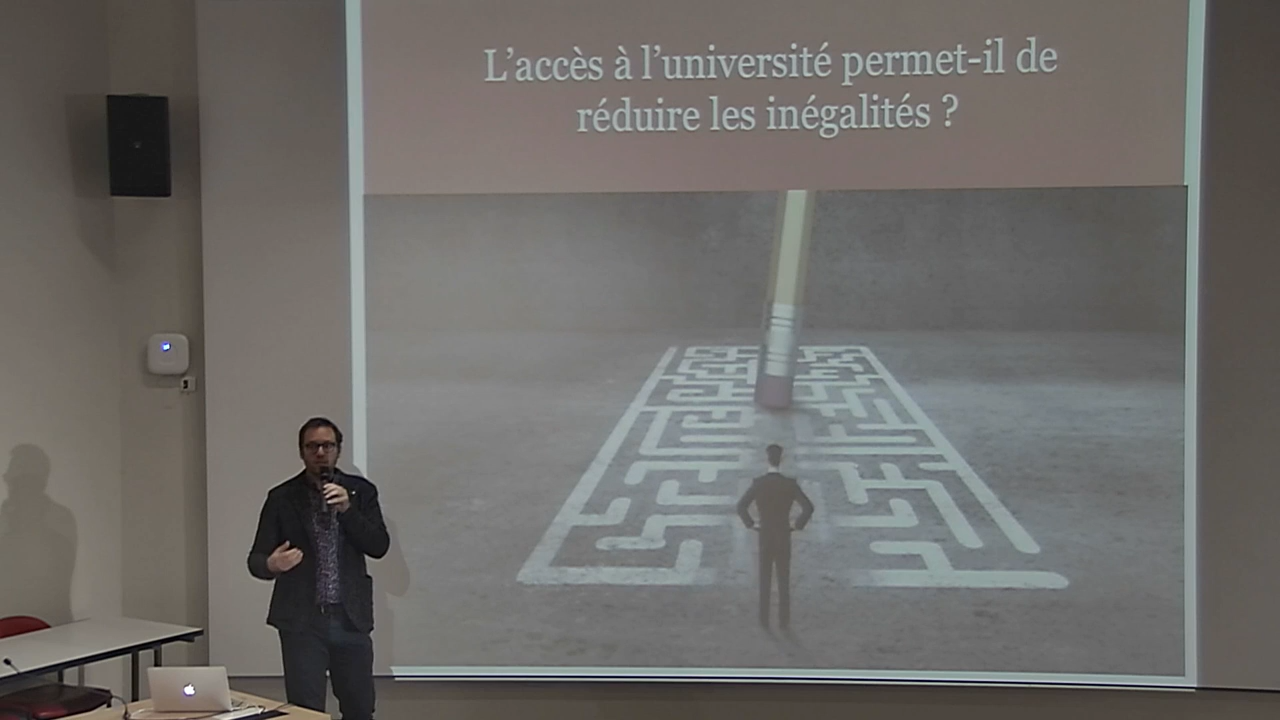 L'accès à l'université permet-il de
réduire les inégalités ?